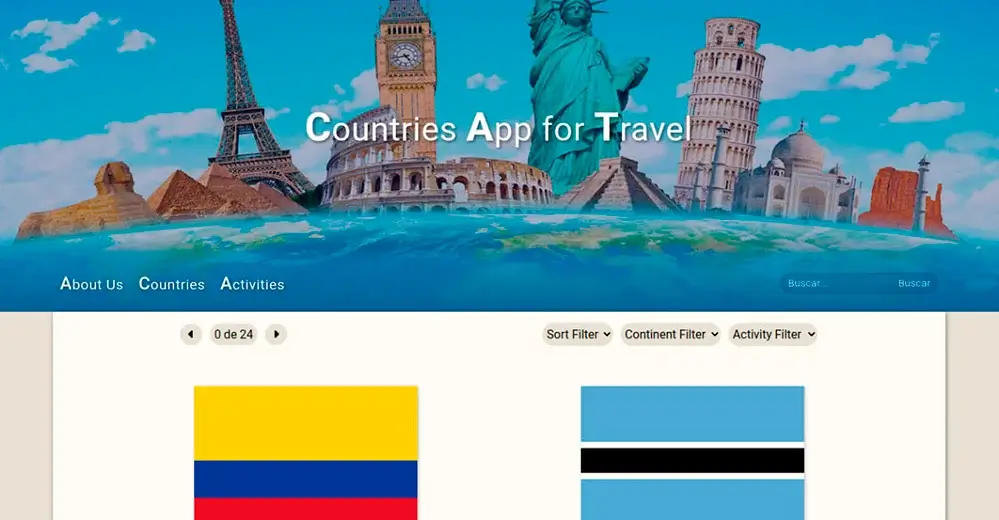 Countries App for Travel
About Us Countries Activities
Buscar... Buscar
0 de 24
Sort Filter Continent Filter Activity Filter